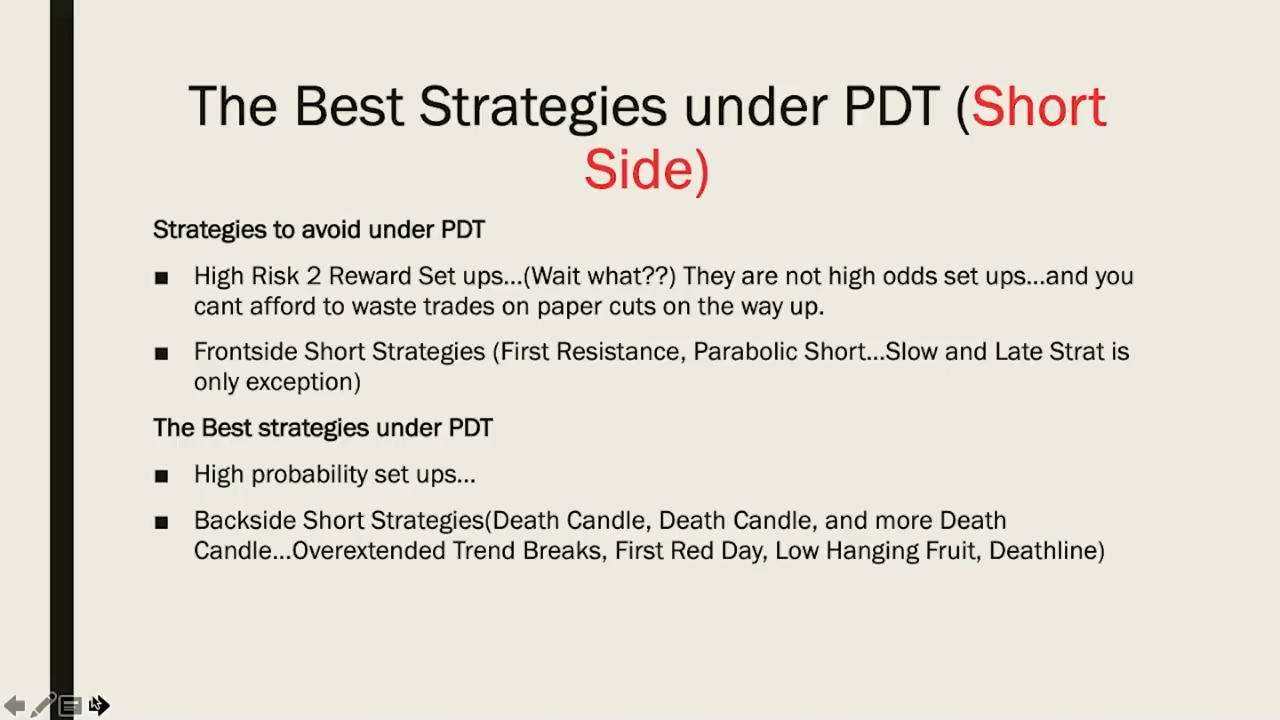 The Best Strategies under PDT (Short
Side)
Strategies to avoid under PDT
■ High Risk 2 Reward Set ups...(Wait what??) They are not high odds set ups...and you
cant afford to waste trades on paper cuts on the way up.
■ Frontside Short Strategies (First Resistance, Parabolic Short...Slow and Late Strat is
only exception)
The Best strategies under PDT
■ High probability set ups...
■ Backside Short Strategies(Death Candle, Death Candle, and more Death
Candle...Overextended Trend Breaks, First Red Day, Low Hanging Fruit, Deathline)